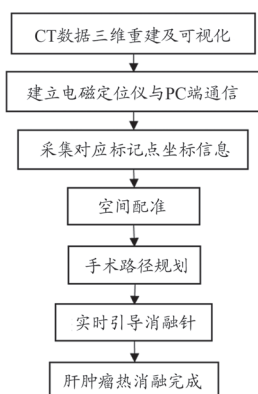 CT数据三维重建及可视化
建立电磁定位仪与PC端通信
采集对应标记点坐标信息
空间配准
手术路径规划
实时引导消融针
肝肿瘤热消融完成